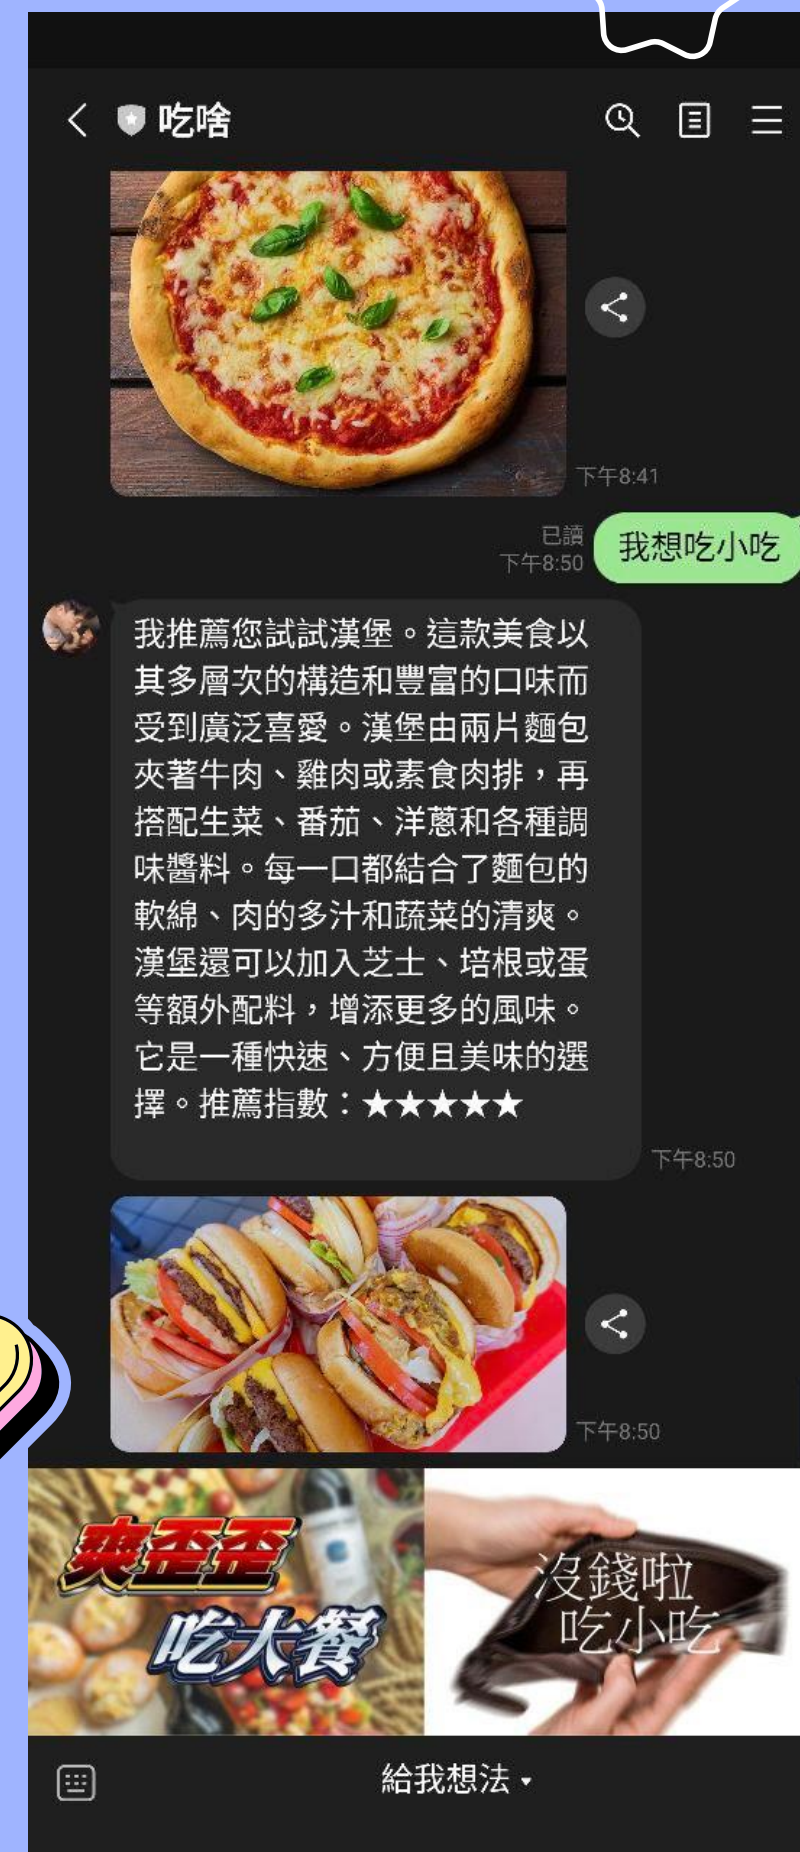 吃啥
下午8:41
已讀
下午8:50
我想吃小吃
我推薦您試試漢堡。這款美食以
其多層次的構造和豐富的口味而
受到廣泛喜愛。漢堡由兩片麵包
夾著牛肉、雞肉或素食肉排，再
搭配生菜、番茄、洋蔥和各種調
味醬料。每一口都結合了麵包的
軟綿、肉的多汁和蔬菜的清爽。
漢堡還可以加入芝士、培根或蛋
等額外配料，增添更多的風味。
它是一種快速、方便且美味的選
擇。推薦指數：★★★★★
下午8:50
下午8:50
爽歪歪
吃大餐
沒錢啦
吃小吃
給我想法